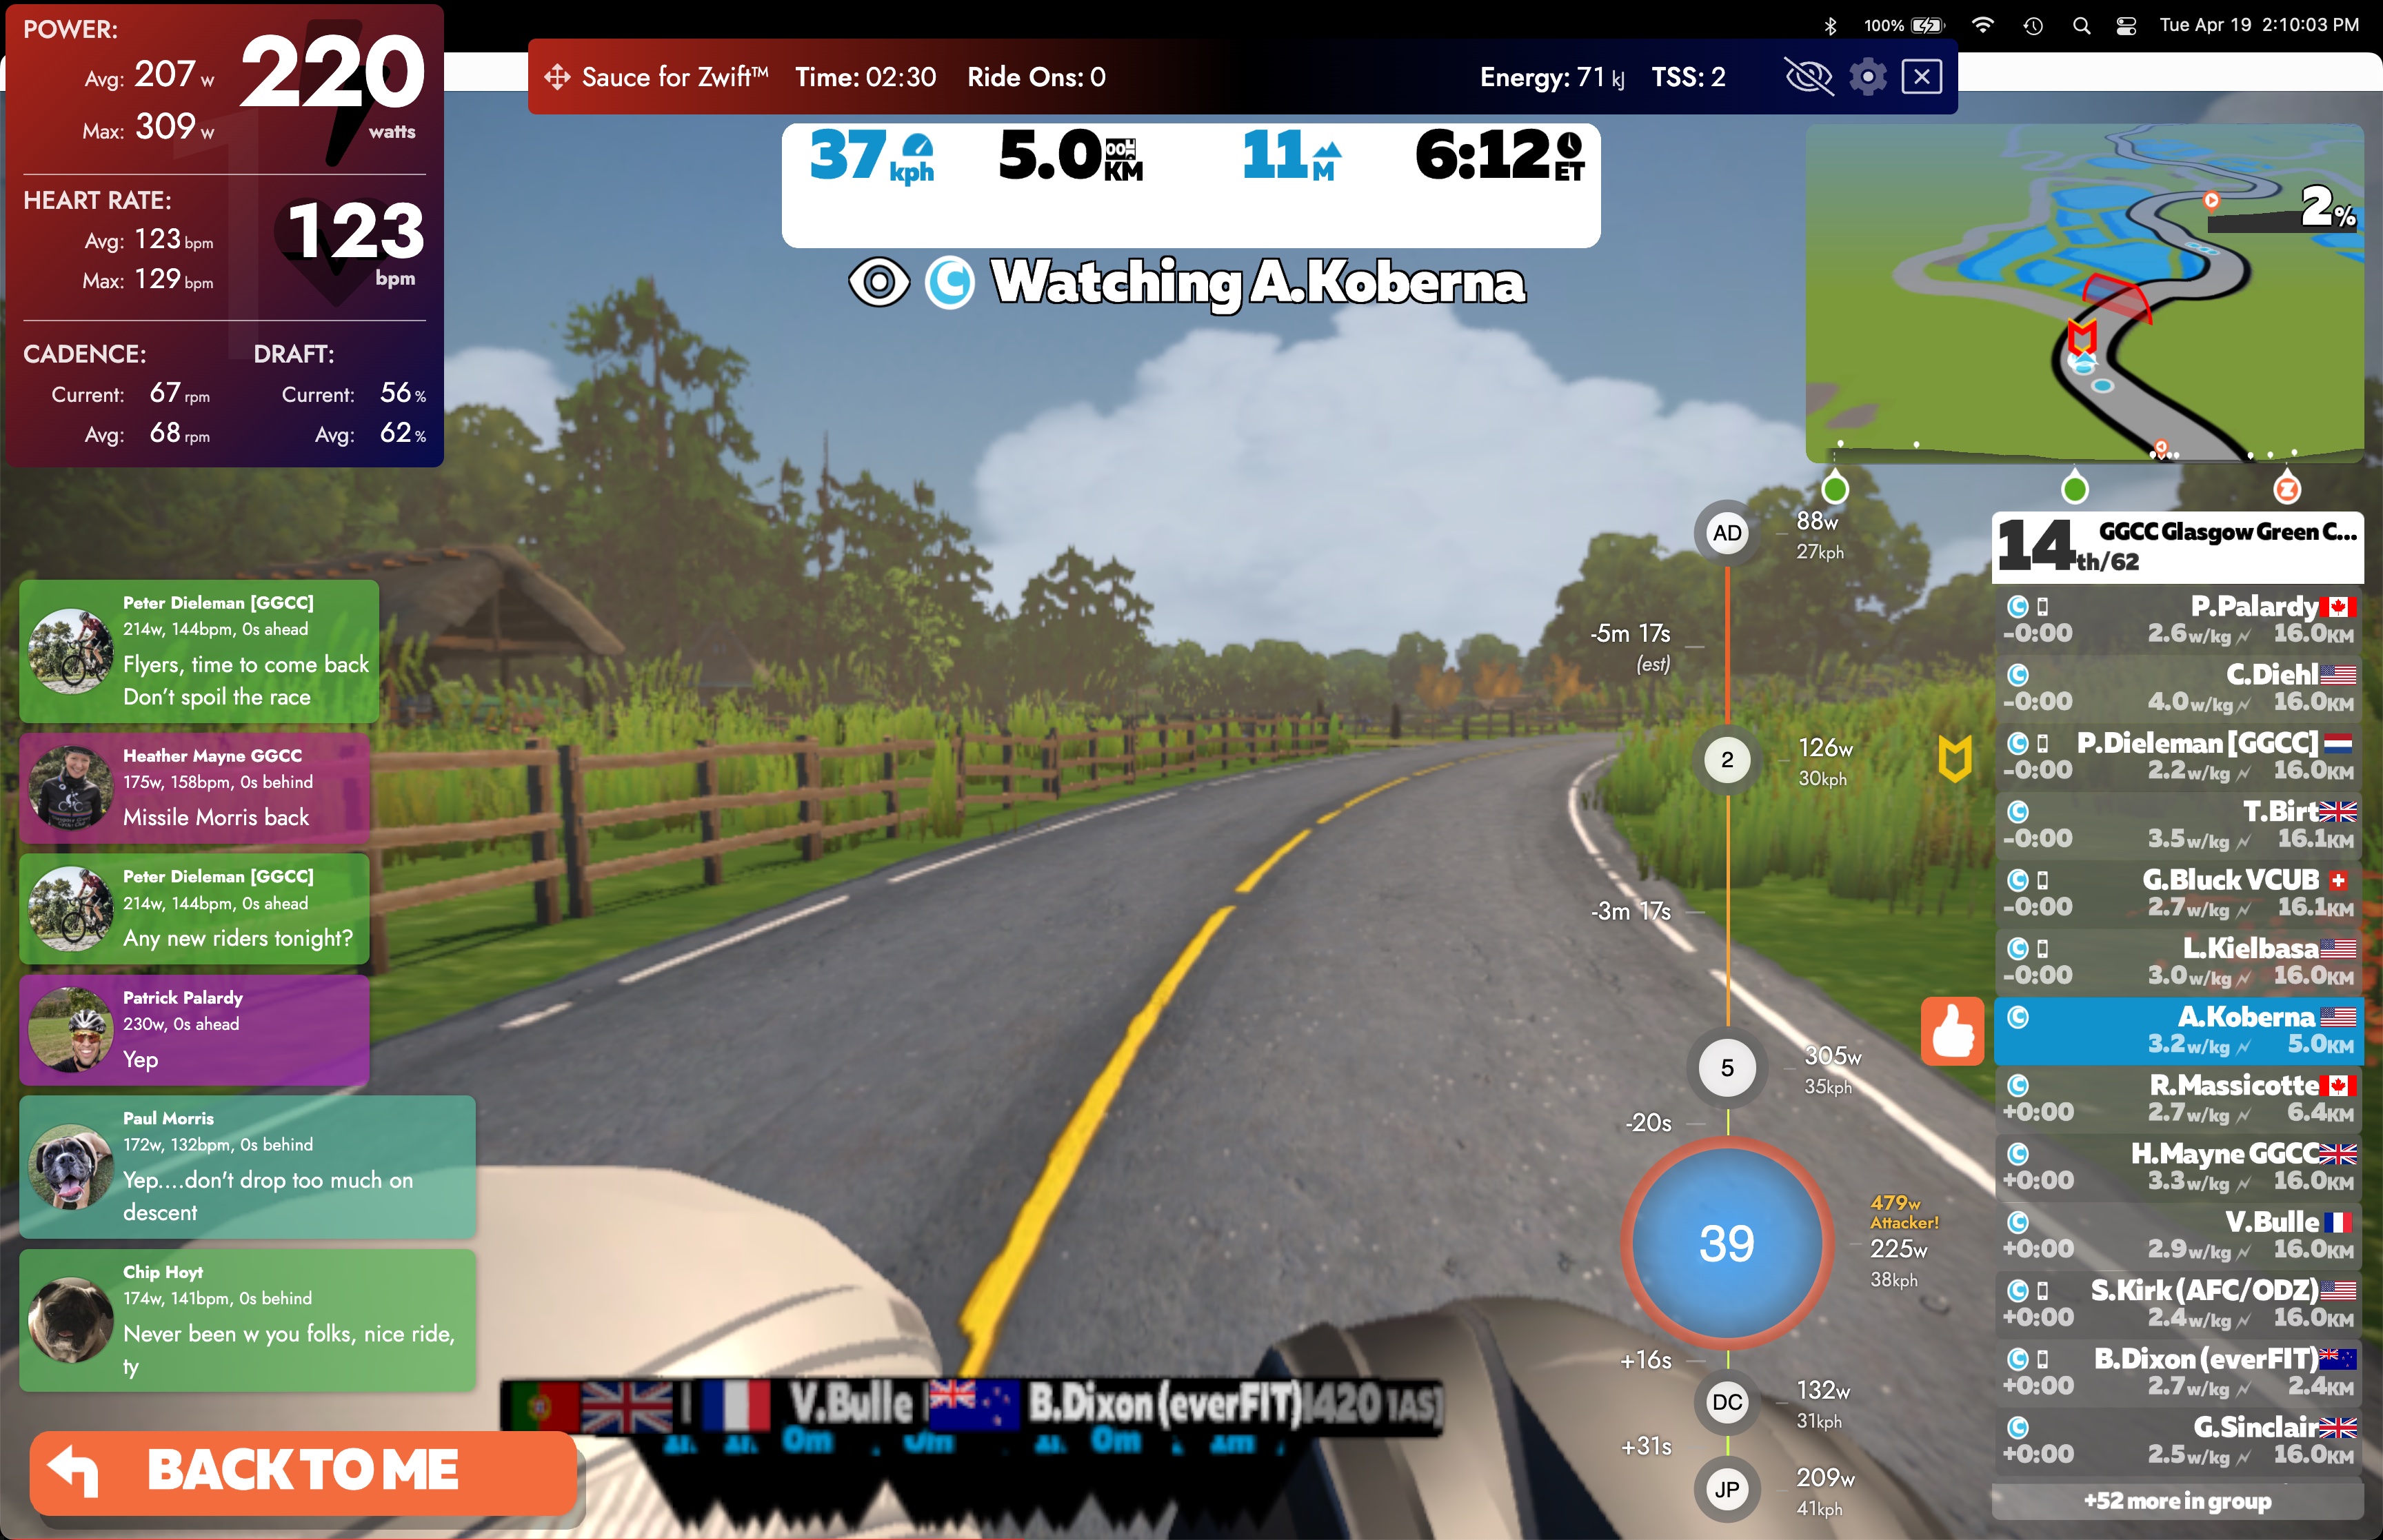 100% Tue Apr 19 2:10:03 PM
POWER:
Avg: 207 w
Max: 309 w
220
watts
HEART RATE:
Avg: 123 bpm
Max: 129 bpm
123
bpm
CADENCE:
Current: 67 rpm
Avg: 68 rpm
DRAFT:
Current: 56 %
Avg: 62 %
Sauce for Zwift™ Time: 02:30 Ride Ons: 0 Energy: 71 kJ TSS: 2
37 kph 5.0 KM 11 M 6:12 ET
Watching A.Koberna
2%
Peter Dieleman [GGCC]
214w, 144bpm, 0s ahead
Flyers, time to come back
Don't spoil the race
Heather Mayne GGCC
175w, 158bpm, 0s behind
Missile Morris back
Peter Dieleman [GGCC]
214w, 144bpm, 0s ahead
Any new riders tonight?
Patrick Palardy
230w, 0s ahead
Yep
Paul Morris
172w, 132bpm, 0s behind
Yep....don't drop too much on
descent
Chip Hoyt
174w, 141bpm, 0s behind
Never been w you folks, nice ride,
ty
BACK TO ME
V.Bulle B.Dixon (everFIT)
0m 0m 0m 1m
AD 88w
27kph
-5m 17s
(est)
2 126w
30kph
-3m 17s
5 305w
35kph
-20s
479w
Attacker!
39 225w
38kph
+16s
DC 132w
31kph
+31s
JP 209w
41kph
14th/62
GGCC Glasgow Green C...
P.Palardy
-0:00 2.6w/kg 16.0KM
C.Diehl
-0:00 4.0w/kg 16.0KM
P.Dieleman [GGCC]
-0:00 2.2w/kg 16.0KM
T.Birt
-0:00 3.5w/kg 16.1KM
G.Bluck VCUB
-0:00 2.7w/kg 16.1KM
L.Kielbasa
-0:00 3.0w/kg 16.0KM
A.Koberna
3.2w/kg 5.0KM
R.Massicotte
+0:00 2.7w/kg 6.4KM
H.Mayne GGCC
+0:00 3.3w/kg 16.0KM
V.Bulle
+0:00 2.9w/kg 16.0KM
S.Kirk (AFC/ODZ)
+0:00 2.4w/kg 16.0KM
B.Dixon (everFIT)
+0:00 2.7w/kg 2.4KM
G.Sinclair
+0:00 2.5w/kg 16.0KM
+52 more in group